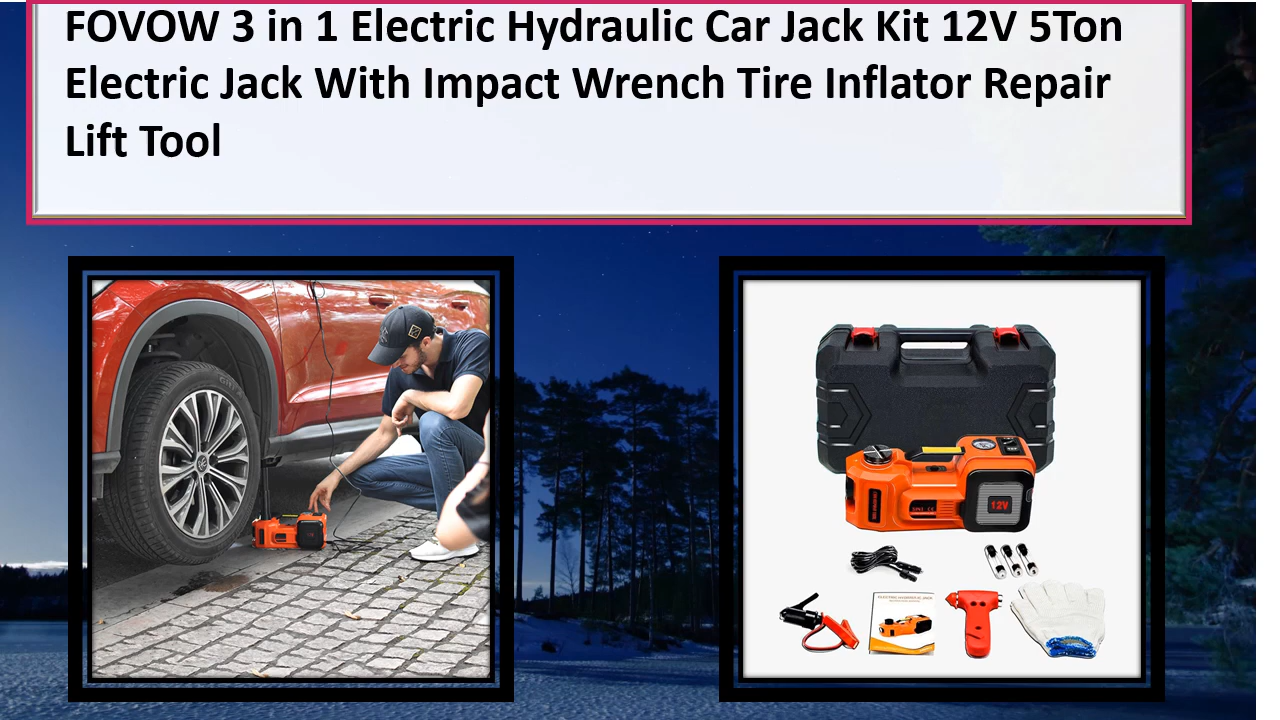 FOVOW 3 in 1 Electric Hydraulic Car Jack Kit 12V 5Ton
Electric Jack With Impact Wrench Tire Inflator Repair
Lift Tool
12V